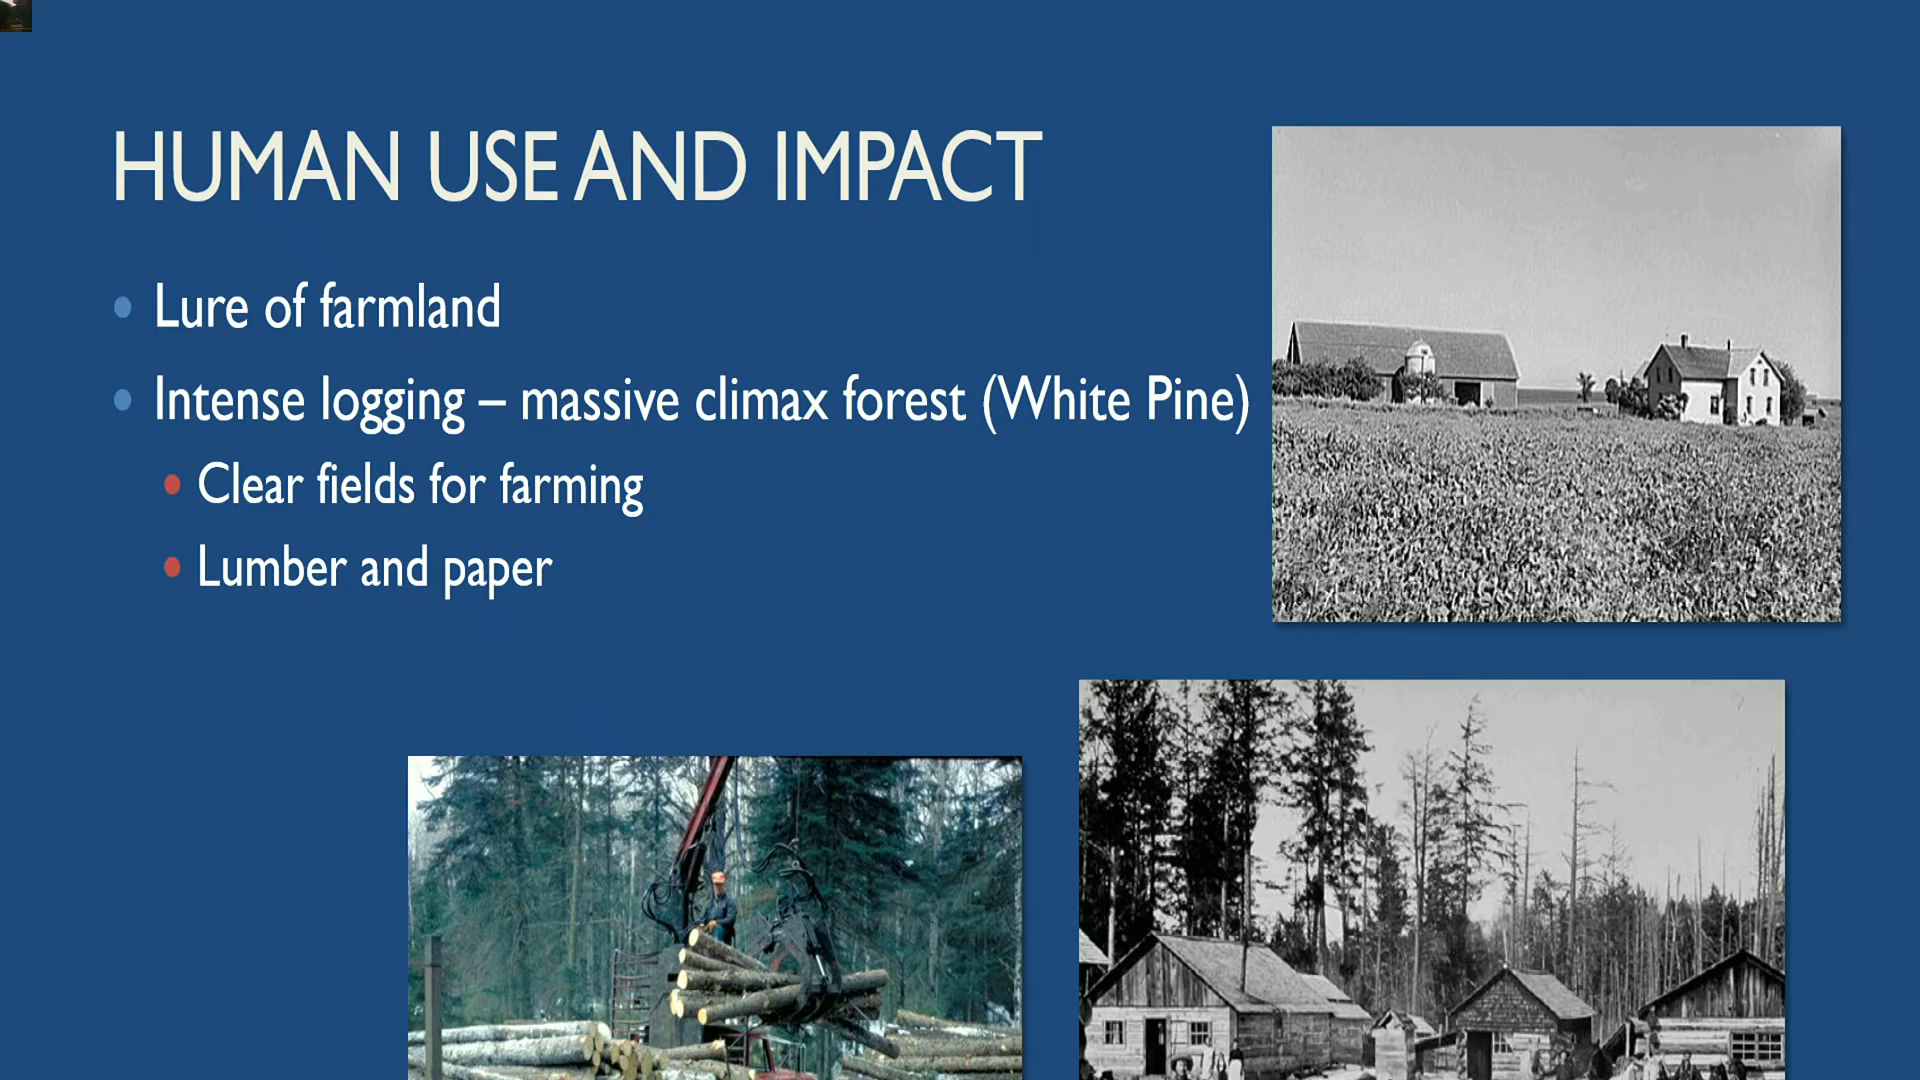 HUMAN USE AND IMPACT
Lure of farmland
Intense logging – massive climax forest (White Pine)
Clear fields for farming
Lumber and paper